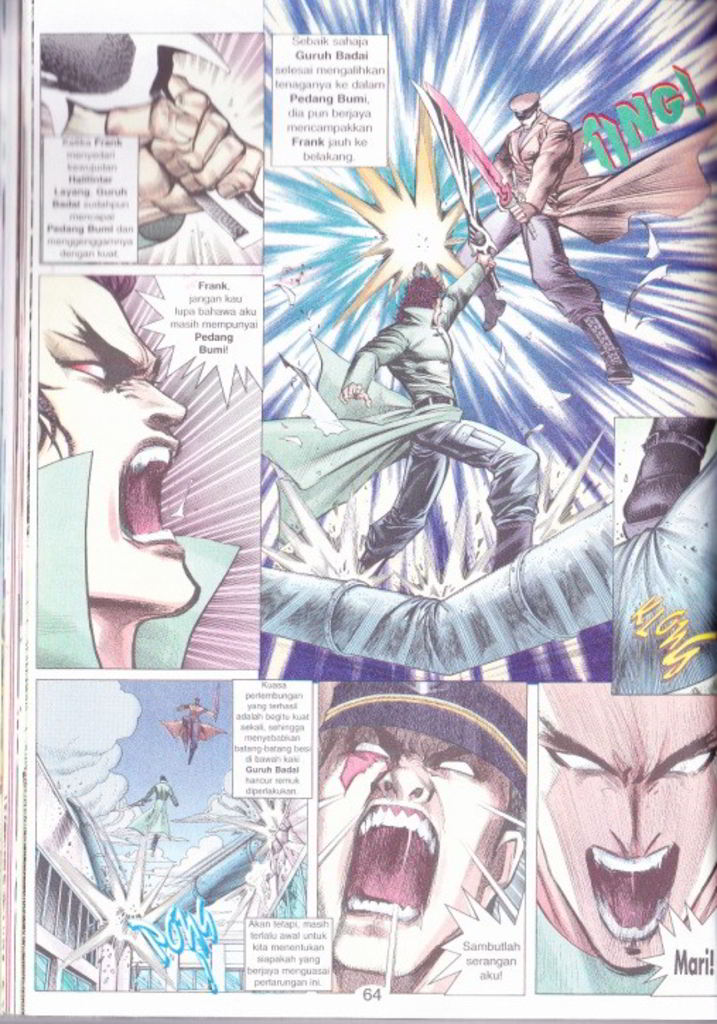 Ketika Frank
menyedari
kewujudan
Halilintar
Layang, Guruh
Badai sudahpun
mencapai
Pedang Bumi dan
menggenggamnya
dengan kuat.
Sebaik sahaja
Guruh Badai
selesai mengalihkan
tenaganya ke dalam
Pedang Bumi,
dia pun berjaya
mencampakkan
Frank jauh ke
belakang.
TING!
Frank,
jangan kau
lupa bahawa aku
masih mempunyai
Pedang
Bumi!
PONG
Kuasa
pertembungan
yang terhasil
adalah begitu kuat
sekali, sehingga
menyebabkan
batang-batang besi
di bawah kaki
Guruh Badai
hancur remuk
diperlakukan.
PONG
Akan tetapi, masih
terlalu awal untuk
kita menentukan
siapakah yang
berjaya menguasai
pertarungan ini.
Sambutlah
serangan
aku!
Mari!
64